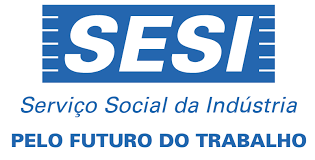 SESI
Serviço Social da Indústria
PELO FUTURO DO TRABALHO